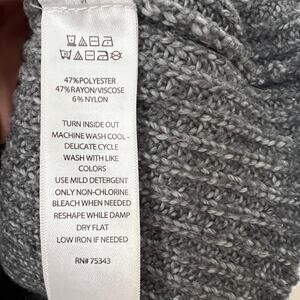 47%POLYESTER
47%RAYON/VISCOSE
6%NYLON
TURN INSIDE OUT
MACHINE WASH COOL -
DELICATE CYCLE
WASH WITH LIKE
COLORS
USE MILD DETERGENT
ONLY NON-CHLORINE
BLEACH WHEN NEEDED
RESHAPE WHILE DAMP
DRY FLAT
LOW IRON IF NEEDED
RN# 75343